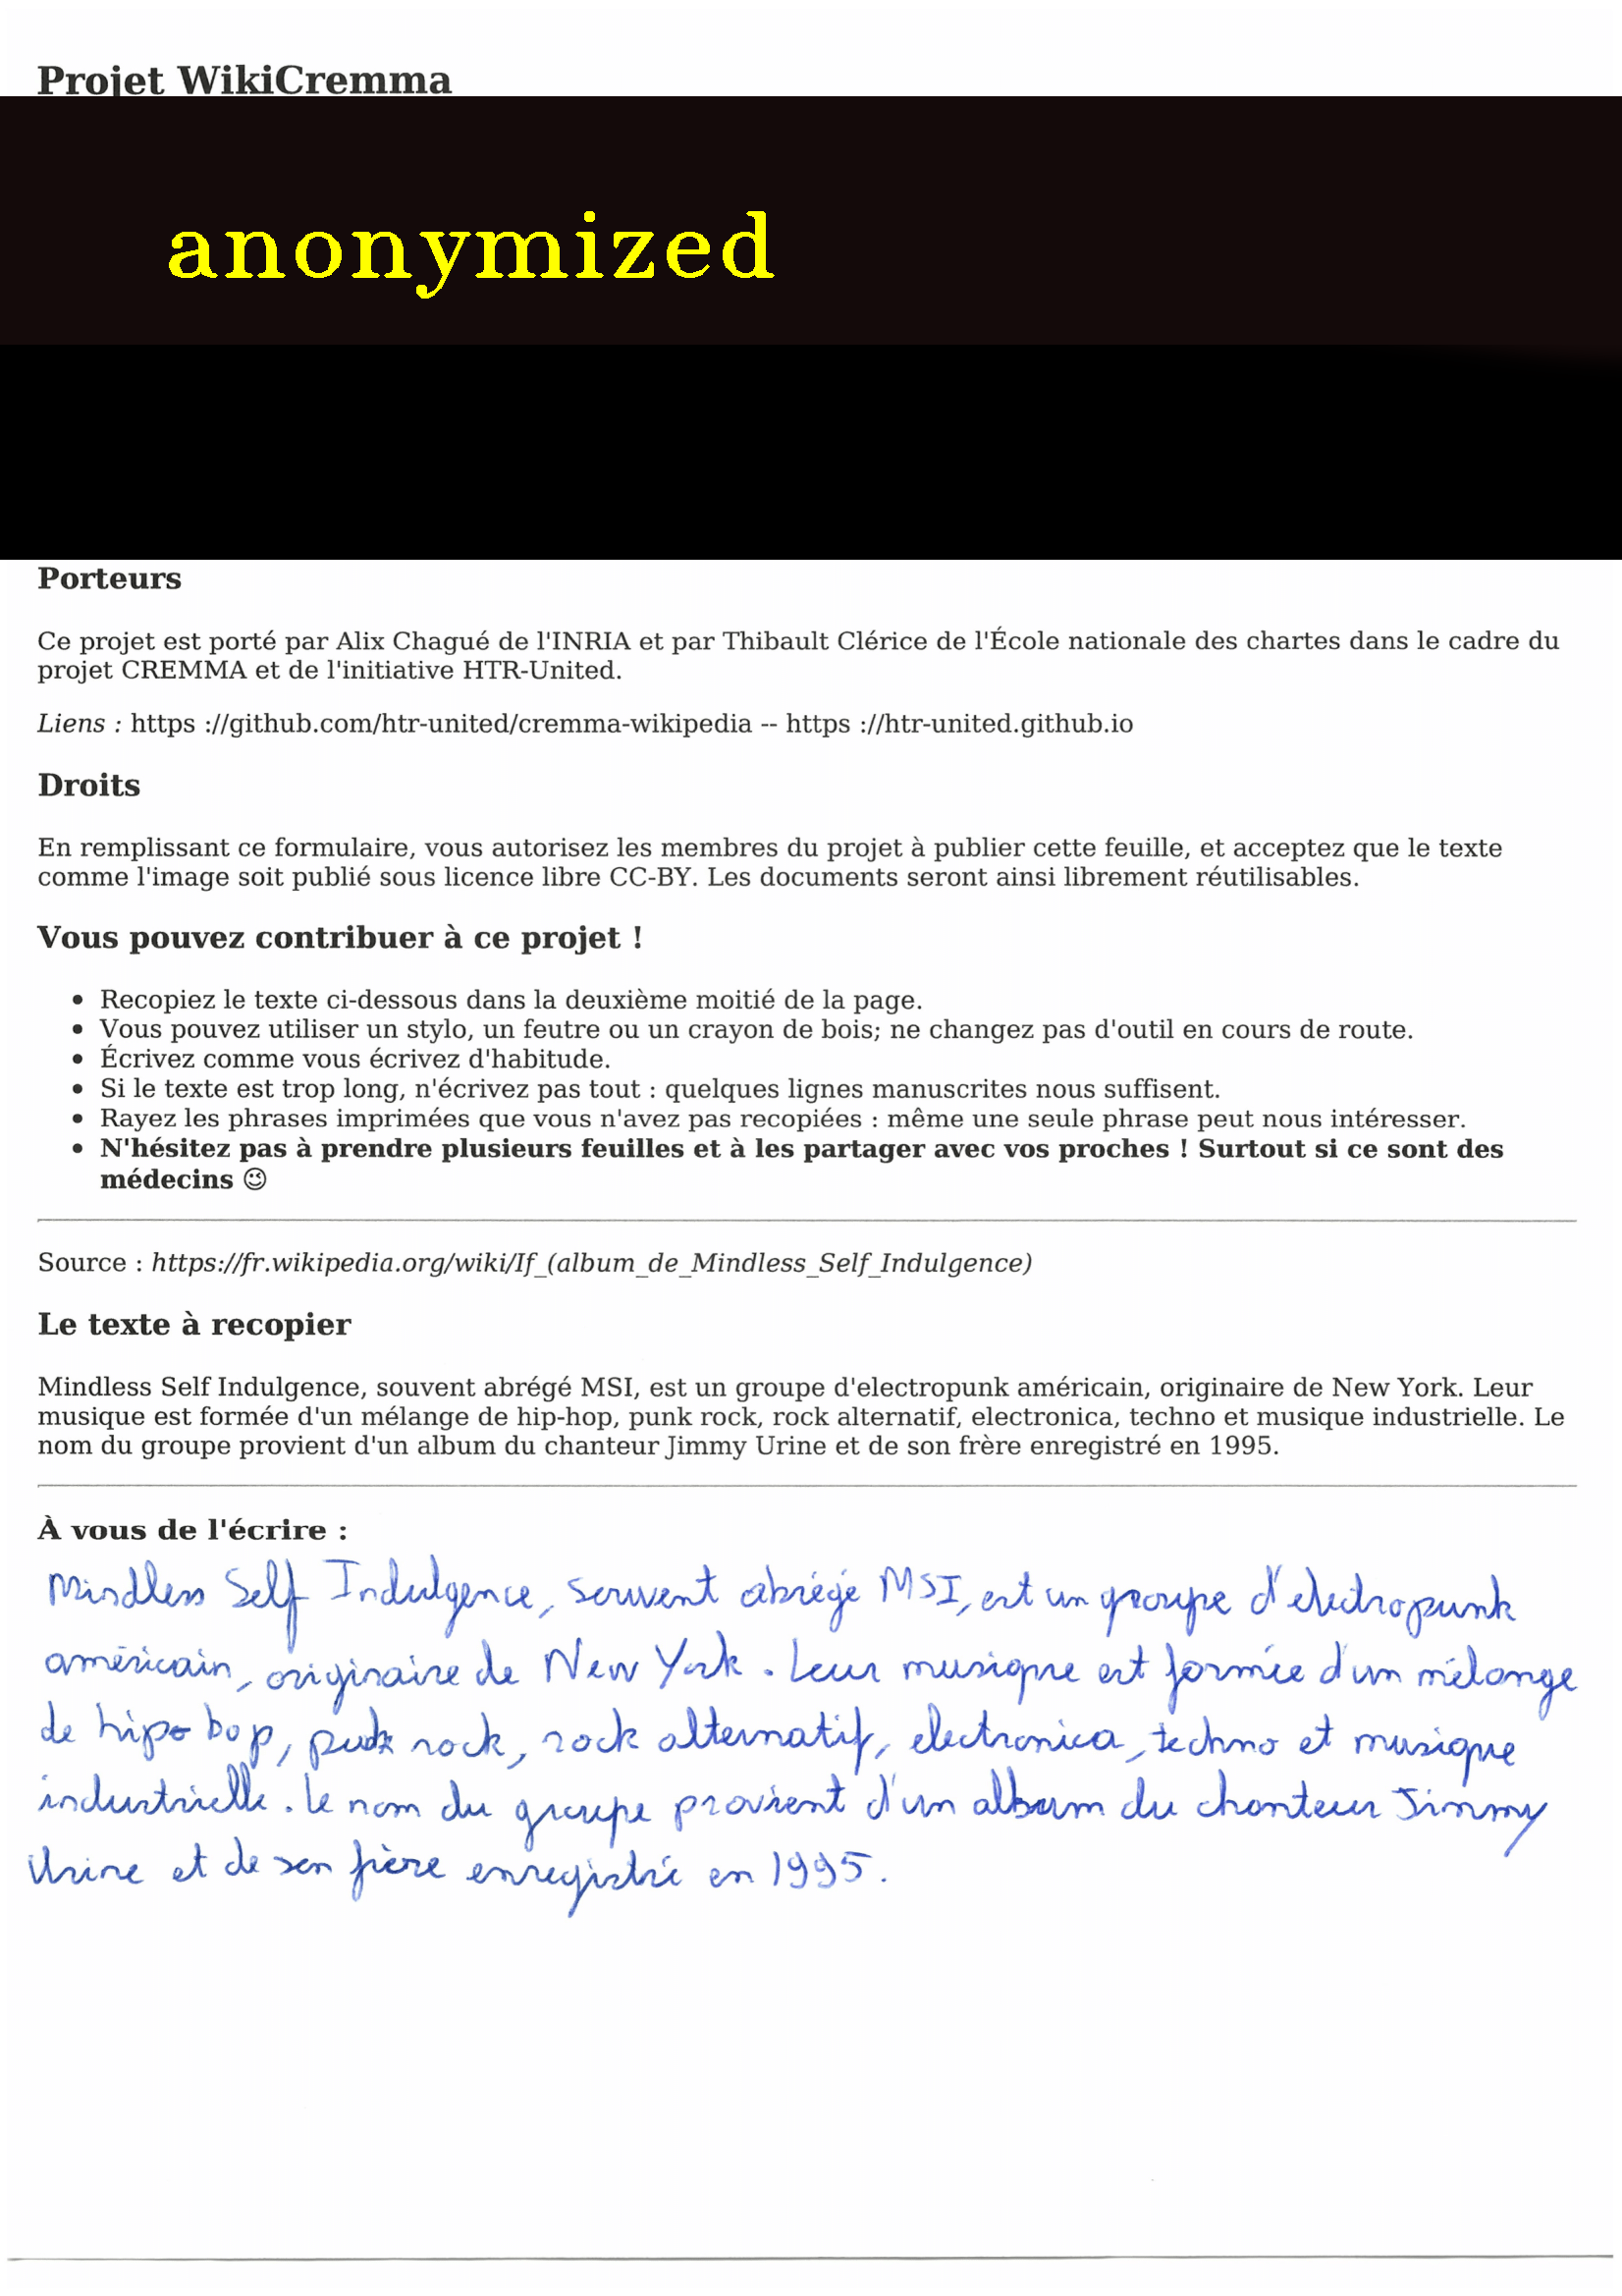 Projet WikiCremma
anonymized
Porteurs
Ce projet est porté par Alix Chagué de l'INRIA et par Thibault Clérice de l'École nationale des chartes dans le cadre du
projet CREMMA et de l'initiative HTR-United.
Liens : https ://github.com/htr-united/cremma-wikipedia -- https ://htr-united.github.io
Droits
En remplissant ce formulaire, vous autorisez les membres du projet à publier cette feuille, et acceptez que le texte
comme l'image soit publié sous licence libre CC-BY. Les documents seront ainsi librement réutilisables.
Vous pouvez contribuer à ce projet !
• Recopiez le texte ci-dessous dans la deuxième moitié de la page.
• Vous pouvez utiliser un stylo, un feutre ou un crayon de bois; ne changez pas d'outil en cours de route.
• Écrivez comme vous écrivez d'habitude.
• Si le texte est trop long, n'écrivez pas tout : quelques lignes manuscrites nous suffisent.
• Rayez les phrases imprimées que vous n'avez pas recopiées : même une seule phrase peut nous intéresser.
• N'hésitez pas à prendre plusieurs feuilles et à les partager avec vos proches ! Surtout si ce sont des
médecins 😉
Source : https://fr.wikipedia.org/wiki/If_(album_de_Mindless_Self_Indulgence)
Le texte à recopier
Mindless Self Indulgence, souvent abrégé MSI, est un groupe d'electropunk américain, originaire de New York. Leur
musique est formée d'un mélange de hip-hop, punk rock, rock alternatif, electronica, techno et musique industrielle. Le
nom du groupe provient d'un album du chanteur Jimmy Urine et de son frère enregistré en 1995.
À vous de l'écrire :
Mindless Self Indulgence, souvent abrégé MSI, est un groupe d'electropunk
américain, originaire de New York. Leur musique est formée d'un mélange
de hip-hop, punk rock, rock alternatif, electronica, techno et musique
industrielle. Le nom du groupe provient d'un album du chanteur Jimmy
Urine et de son frère enregistré en 1995.